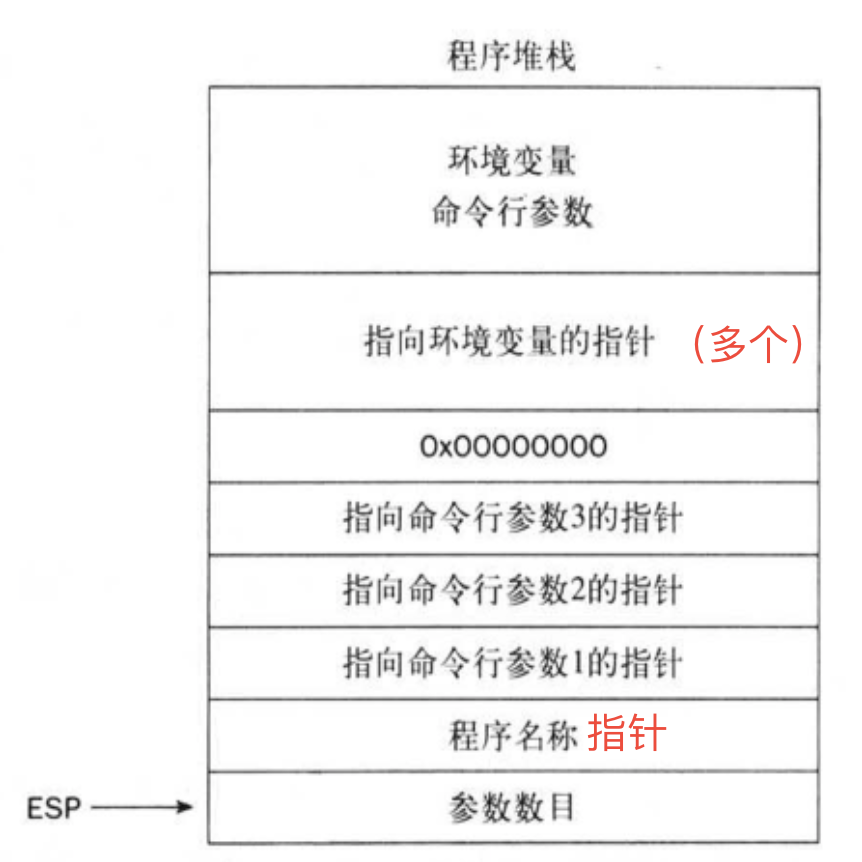 程序堆栈
环境变量
命令行参数
指向环境变量的指针 (多个)
0x00000000
指向命令行参数3的指针
指向命令行参数2的指针
指向命令行参数1的指针
程序名称 指针
ESP 参数数目